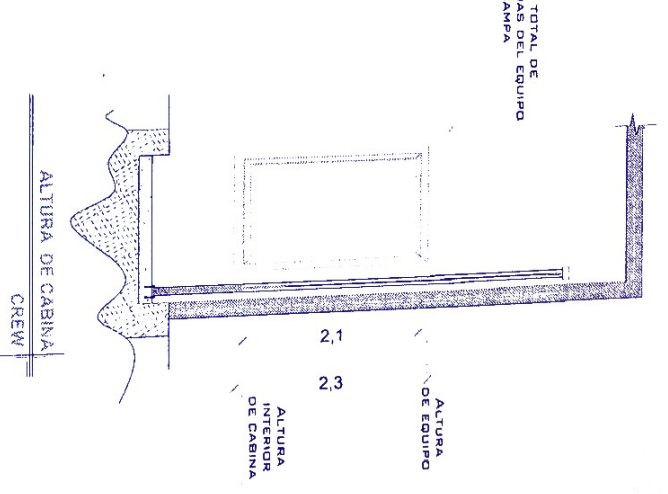 TOTAL DE
AS DEL EQUIPO
AMPA
ALTURA DE CABINA
CREW
2,1
2,3
ALTURA
DE EQUIPO
ALTURA
INTERIOR
DE CABINA